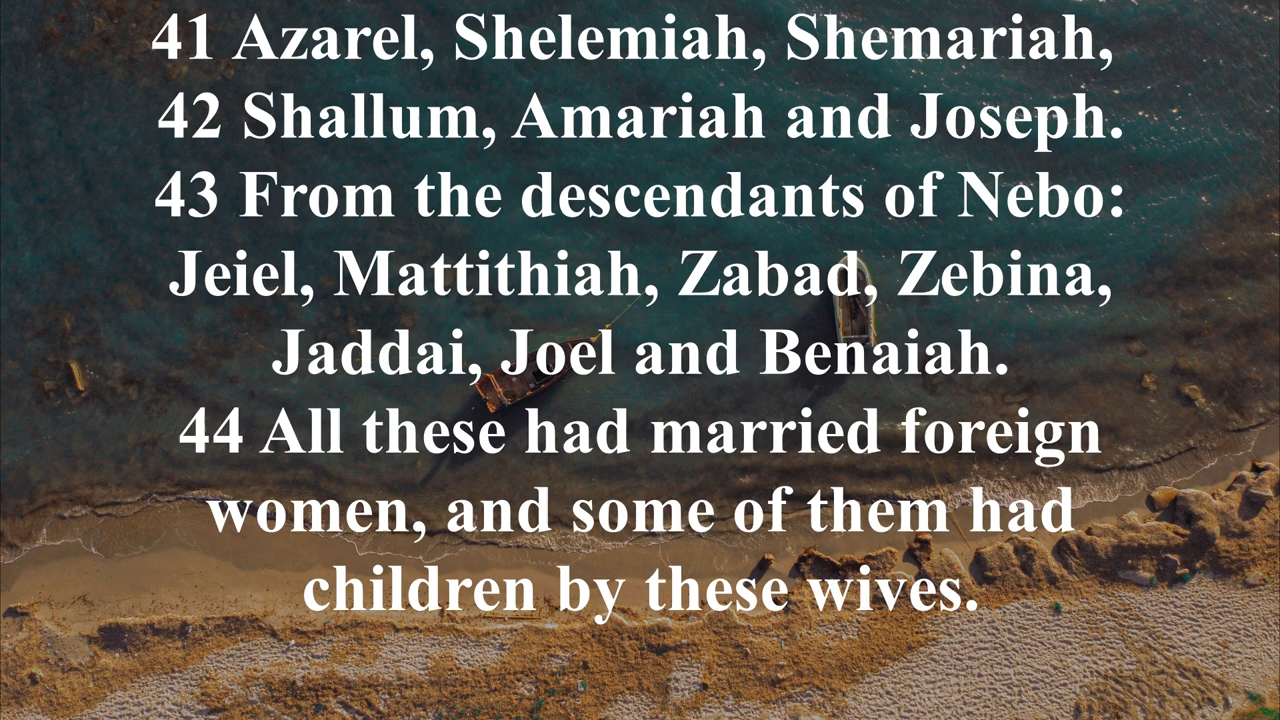 41 Azarel, Shelemiah, Shemariah,
42 Shallum, Amariah and Joseph.
43 From the descendants of Nebo:
Jeiel, Mattithiah, Zabad, Zebina,
Jaddai, Joel and Benaiah.
44 All these had married foreign
women, and some of them had
children by these wives.